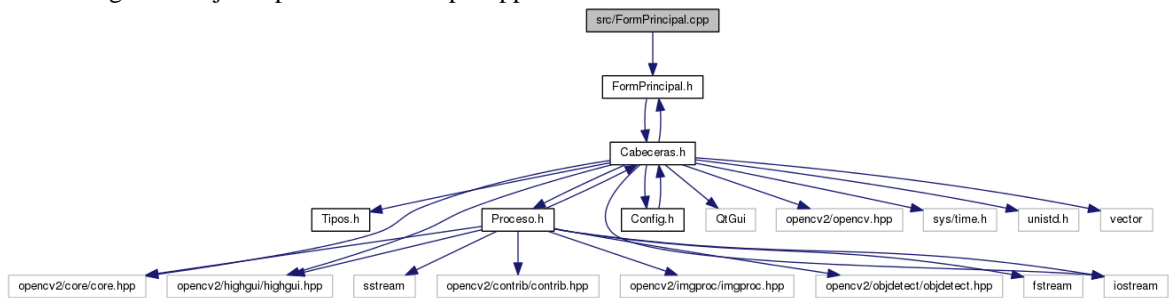 src/FormPrincipal.cpp
FormPrincipal.h
Cabeceras.h
Tipos.h
Proceso.h
Config.h
QtGui
opencv2/opencv.hpp
sys/time.h
unistd.h
vector
opencv2/core/core.hpp
opencv2/highgui/highgui.hpp
sstream
opencv2/contrib/contrib.hpp
opencv2/imgproc/imgproc.hpp
opencv2/objdetect/objdetect.hpp
fstream
iostream